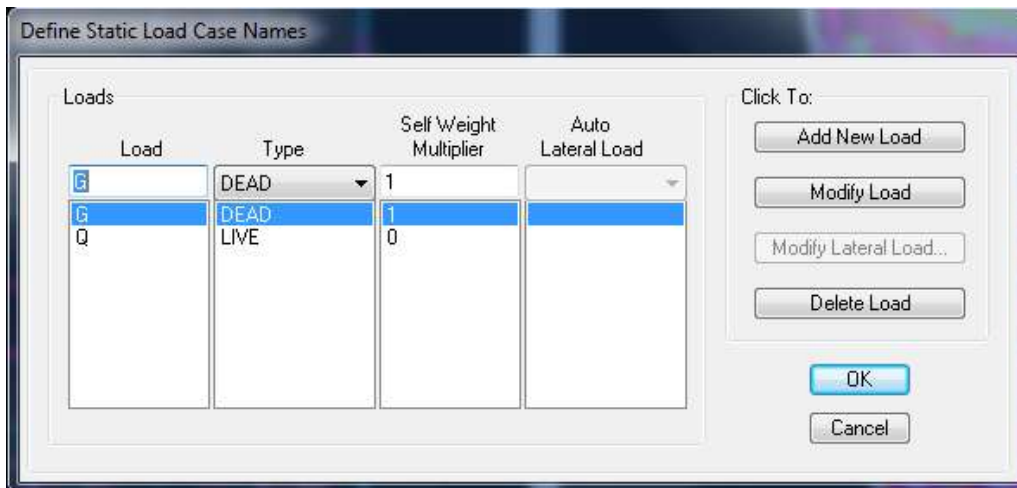 Define Static Load Case Names
Loads
Load Type Self Weight Multiplier Auto Lateral Load
G DEAD 1
G DEAD 1
Q LIVE 0
Click To:
Add New Load
Modify Load
Modify Lateral Load...
Delete Load
OK
Cancel